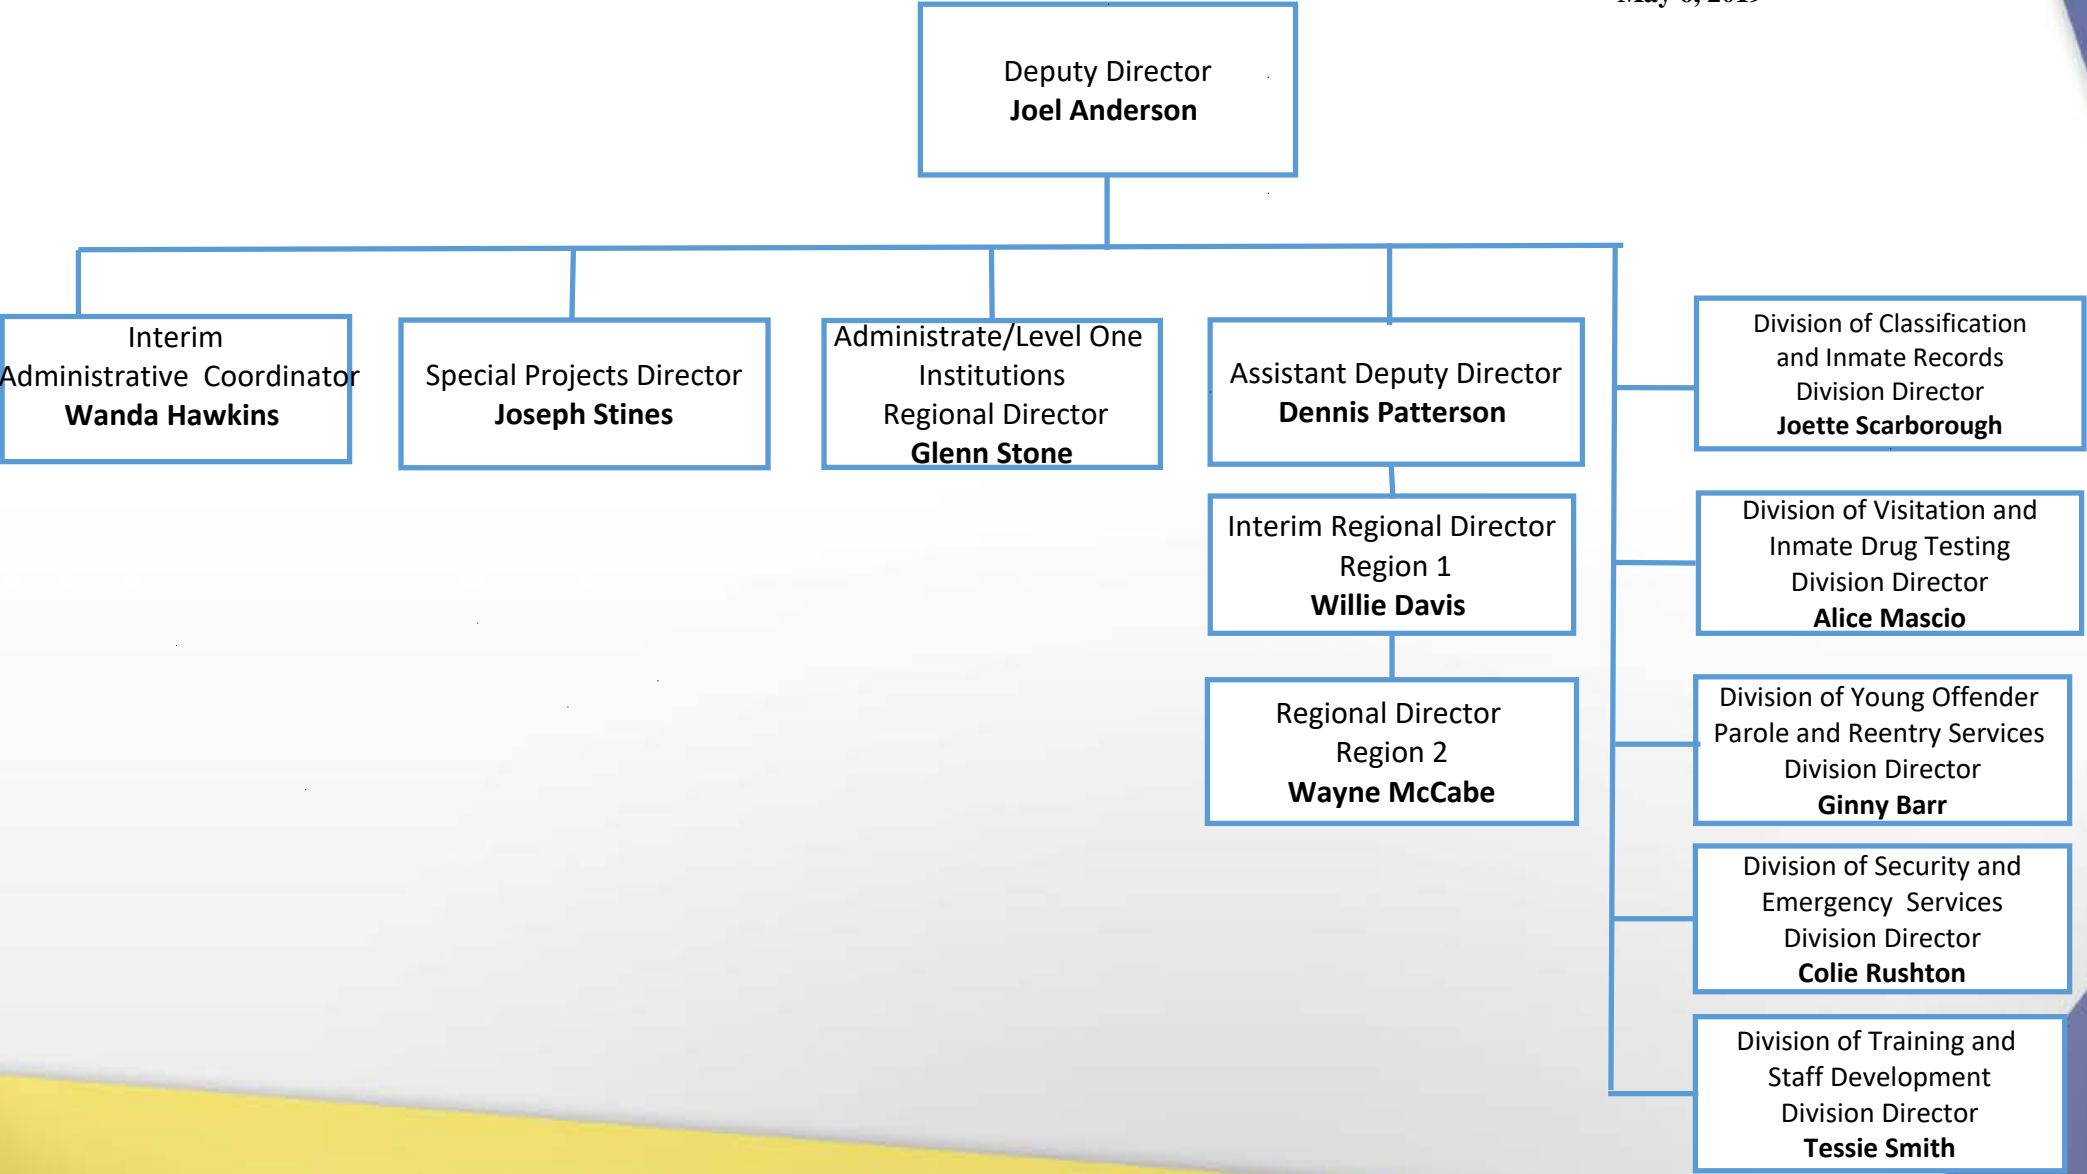 Deputy Director
Joel Anderson
Interim
Administrative Coordinator
Wanda Hawkins
Special Projects Director
Joseph Stines
Administrate/Level One
Institutions
Regional Director
Glenn Stone
Assistant Deputy Director
Dennis Patterson
Interim Regional Director
Region 1
Willie Davis
Regional Director
Region 2
Wayne McCabe
Division of Classification
and Inmate Records
Division Director
Joette Scarborough
Division of Visitation and
Inmate Drug Testing
Division Director
Alice Mascio
Division of Young Offender
Parole and Reentry Services
Division Director
Ginny Barr
Division of Security and
Emergency Services
Division Director
Colie Rushton
Division of Training and
Staff Development
Division Director
Tessie Smith